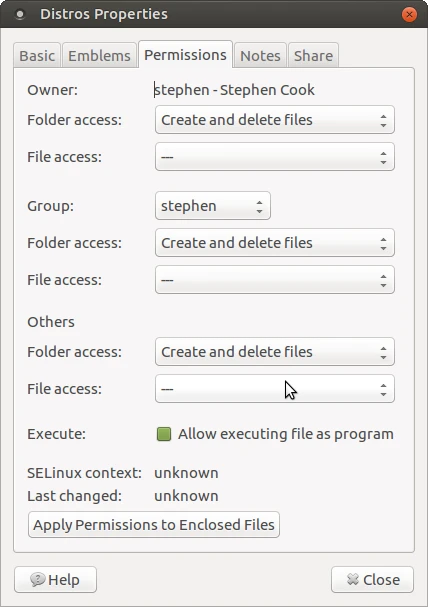 Distros Properties
Basic Emblems Permissions Notes Share
Owner: stephen - Stephen Cook
Folder access: Create and delete files
File access: ---
Group: stephen
Folder access: Create and delete files
File access: ---
Others
Folder access: Create and delete files
File access: ---
Execute: Allow executing file as program
SELinux context: unknown
Last changed: unknown
Apply Permissions to Enclosed Files
Help Close